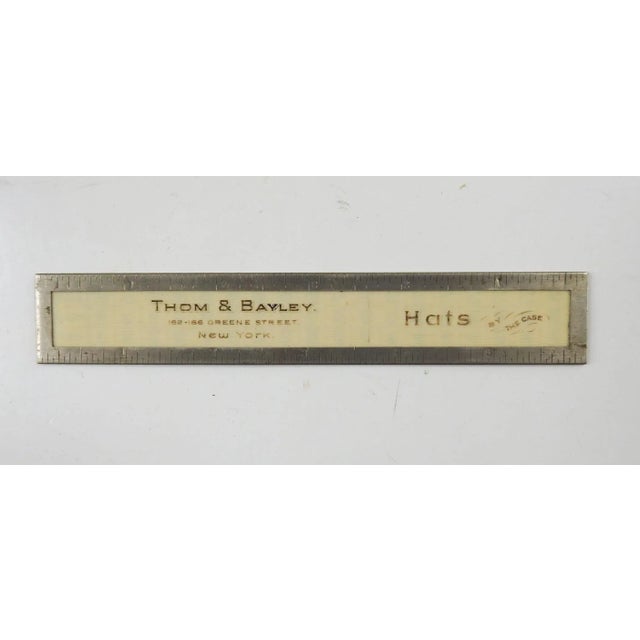 Thom & Bayley.
162-166 Greene Street.
New York.
Hats BY THE CASE